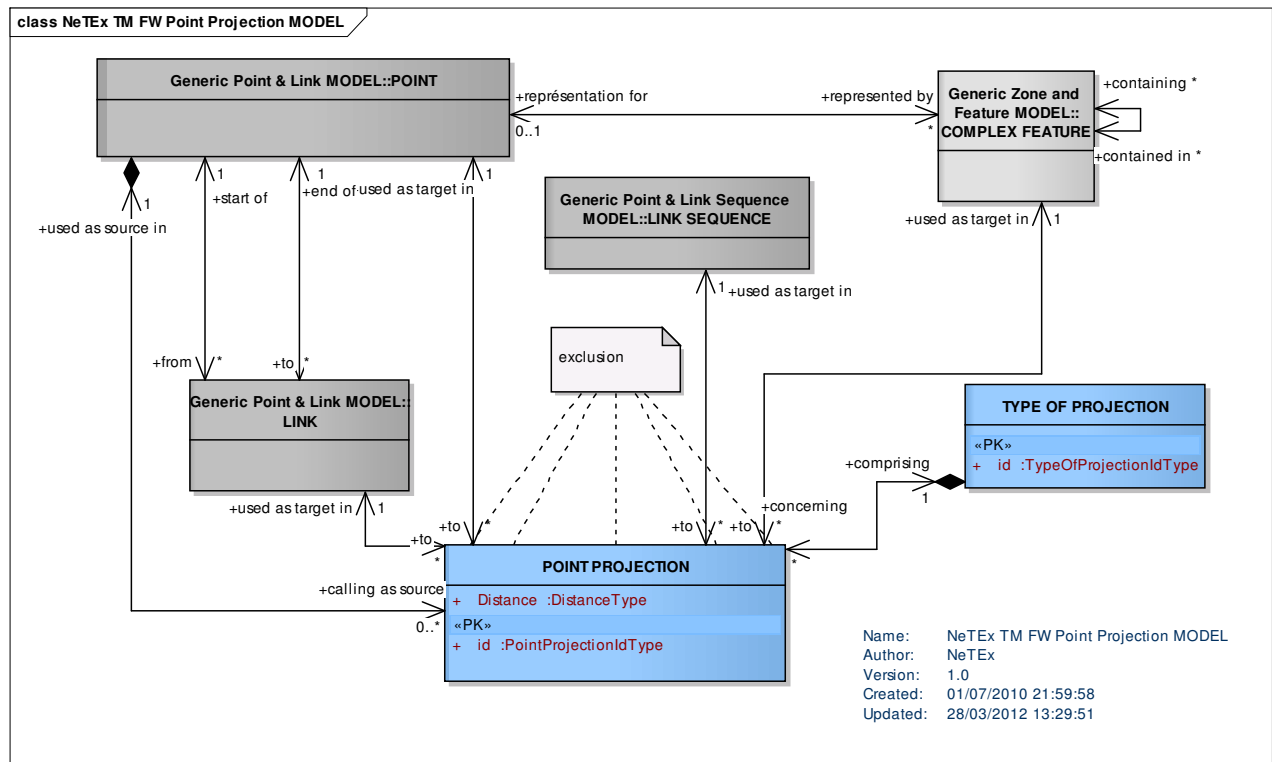 class NeTEx TM FW Point Projection MODEL
Generic Point & Link MODEL::POINT
+représentation for
0..1
+represented by
*
Generic Zone and
Feature MODEL::
COMPLEX FEATURE
+containing *
+contained in *
1
+used as source in
1
+start of
1
+end of
+used as target in
1
Generic Point & Link Sequence
MODEL::LINK SEQUENCE
1
+used as target in
+used as target in
1
exclusion
+from
*
+to
*
Generic Point & Link MODEL::
LINK
+used as target in
1
TYPE OF PROJECTION
«PK»
+ id :TypeOfProjectionIdType
+comprising
1
+concerning
*
+to
*
+to
*
+to
*
+to
*
POINT PROJECTION
+ Distance :DistanceType
«PK»
+ id :PointProjectionIdType
+calling as source
0..*
Name: NeTEx TM FW Point Projection MODEL
Author: NeTEx
Version: 1.0
Created: 01/07/2010 21:59:58
Updated: 28/03/2012 13:29:51